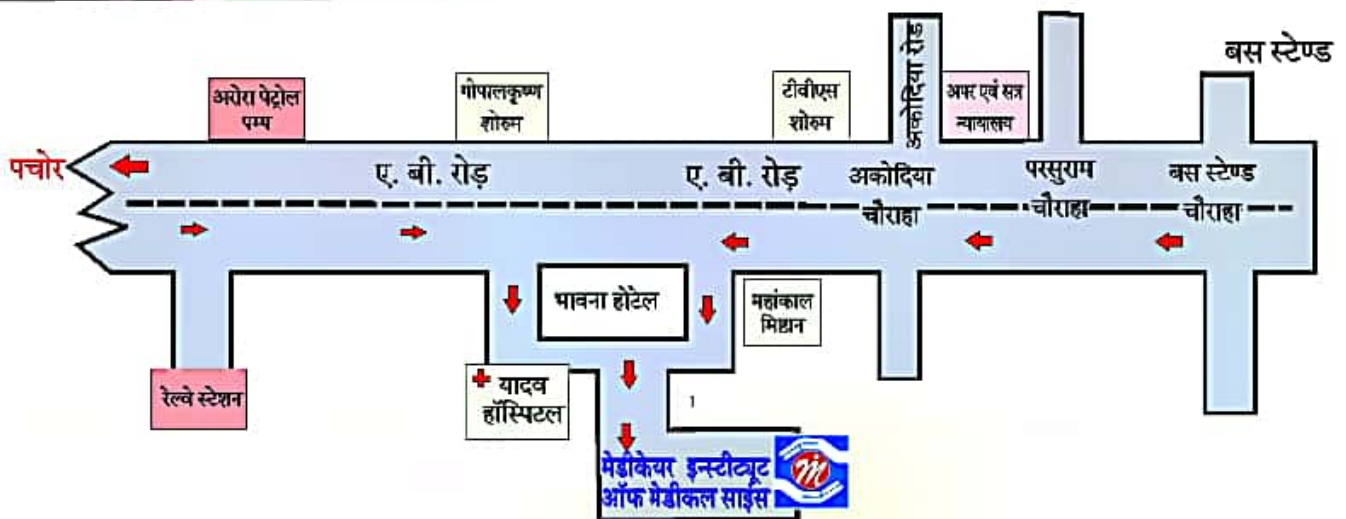 बस स्टेण्ड
अकोदिया रोड
अरोरा पेट्रोल
पम्प
गोपालकृष्ण
शोरुम
टीवीएस
शोरुम
अपर एवं सत्र
न्यायालय
पचोर
ए. बी. रोड़
ए. बी. रोड़
अकोदिया
चौराहा
परसुराम
चौराहा
बस स्टेण्ड
चौराहा
भावना होटेल
महांकाल
मिष्ठान
रेल्वे स्टेशन
यादव
हॉस्पिटल
1
मेडीकेयर इन्स्टीट्यूट
ऑफ मेडीकल साईस
m